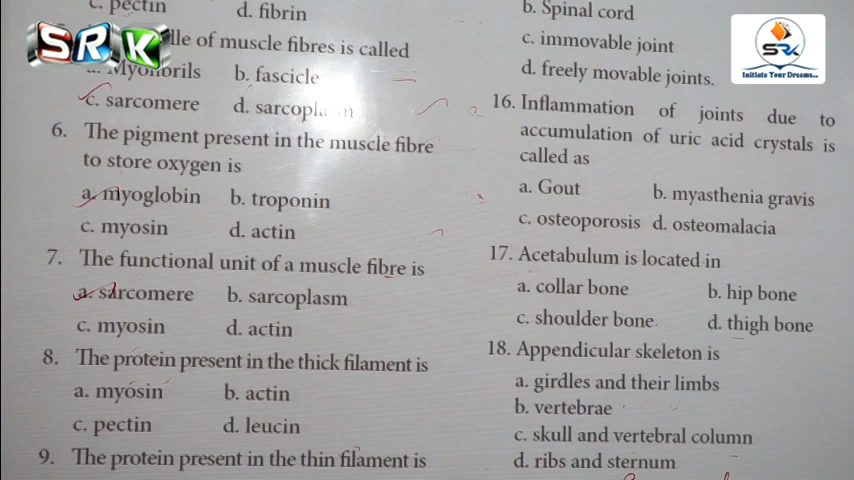 c. pectin d. fibrin
SRK
lle of muscle fibres is called
a. Myofibrils b. fascicle
c. sarcomere d. sarcoplasm
6. The pigment present in the muscle fibre
to store oxygen is
a. myoglobin b. troponin
c. myosin d. actin
7. The functional unit of a muscle fibre is
a. sarcomere b. sarcoplasm
c. myosin d. actin
8. The protein present in the thick filament is
a. myosin b. actin
c. pectin d. leucin
9. The protein present in the thin filament is
b. Spinal cord
c. immovable joint
d. freely movable joints.
SRK
Initiate Your Dreams...
16. Inflammation of joints due to
accumulation of uric acid crystals is
called as
a. Gout b. myasthenia gravis
c. osteoporosis d. osteomalacia
17. Acetabulum is located in
a. collar bone b. hip bone
c. shoulder bone d. thigh bone
18. Appendicular skeleton is
a. girdles and their limbs
b. vertebrae
c. skull and vertebral column
d. ribs and sternum